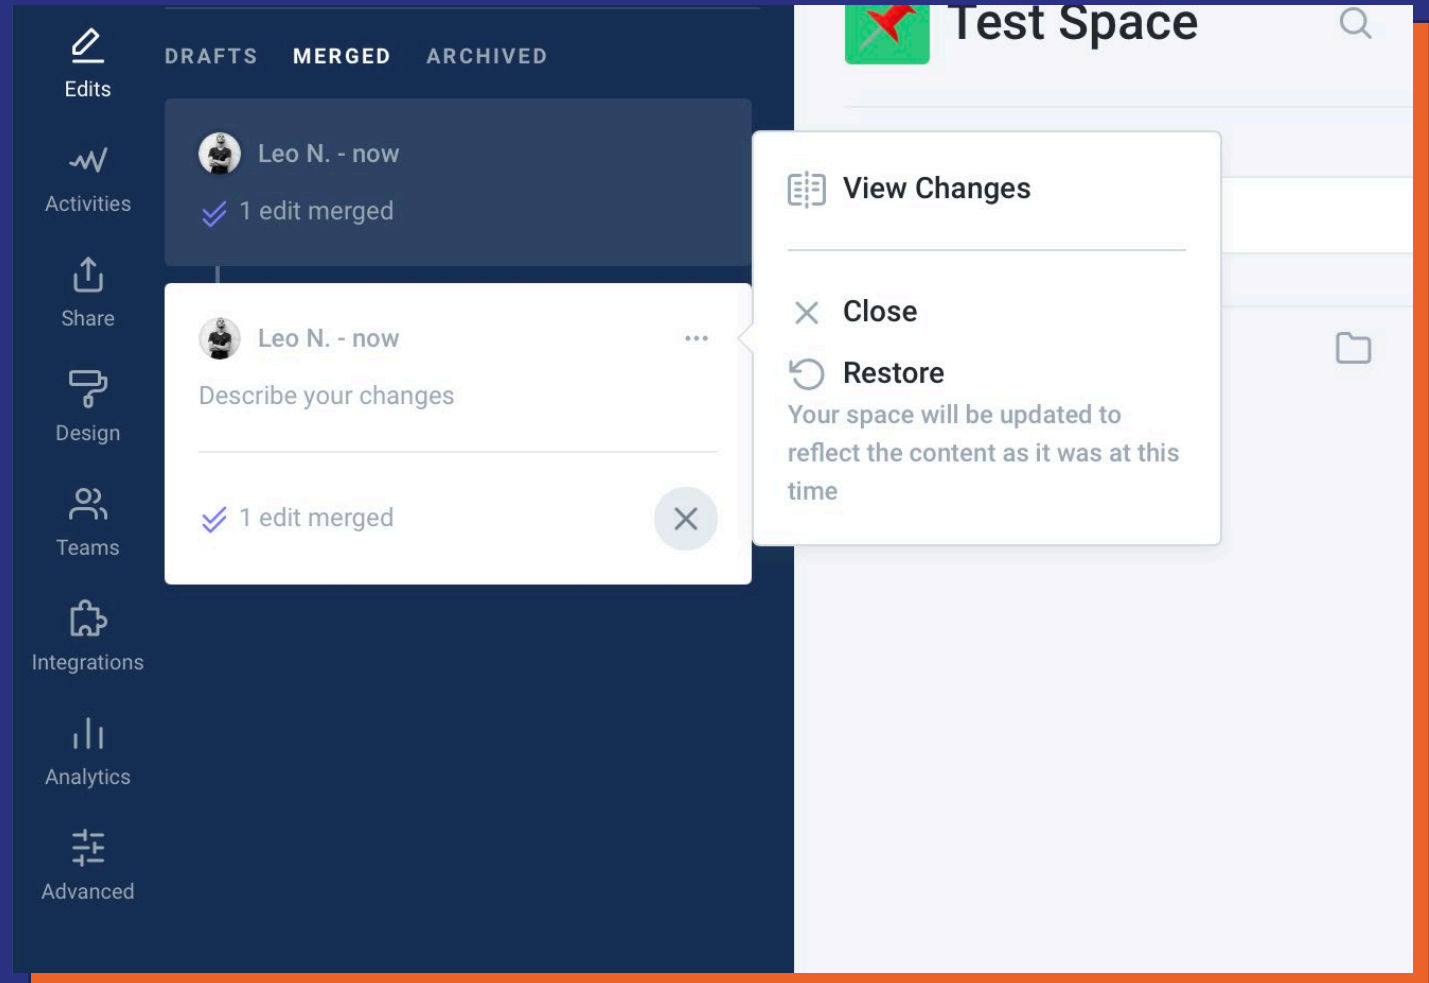 Edits
Activities
Share
Design
Teams
Integrations
Analytics
Advanced
DRAFTS MERGED ARCHIVED
Leo N. - now
1 edit merged
Leo N. - now
Describe your changes
1 edit merged
Test Space
View Changes
Close
Restore
Your space will be updated to
reflect the content as it was at this
time